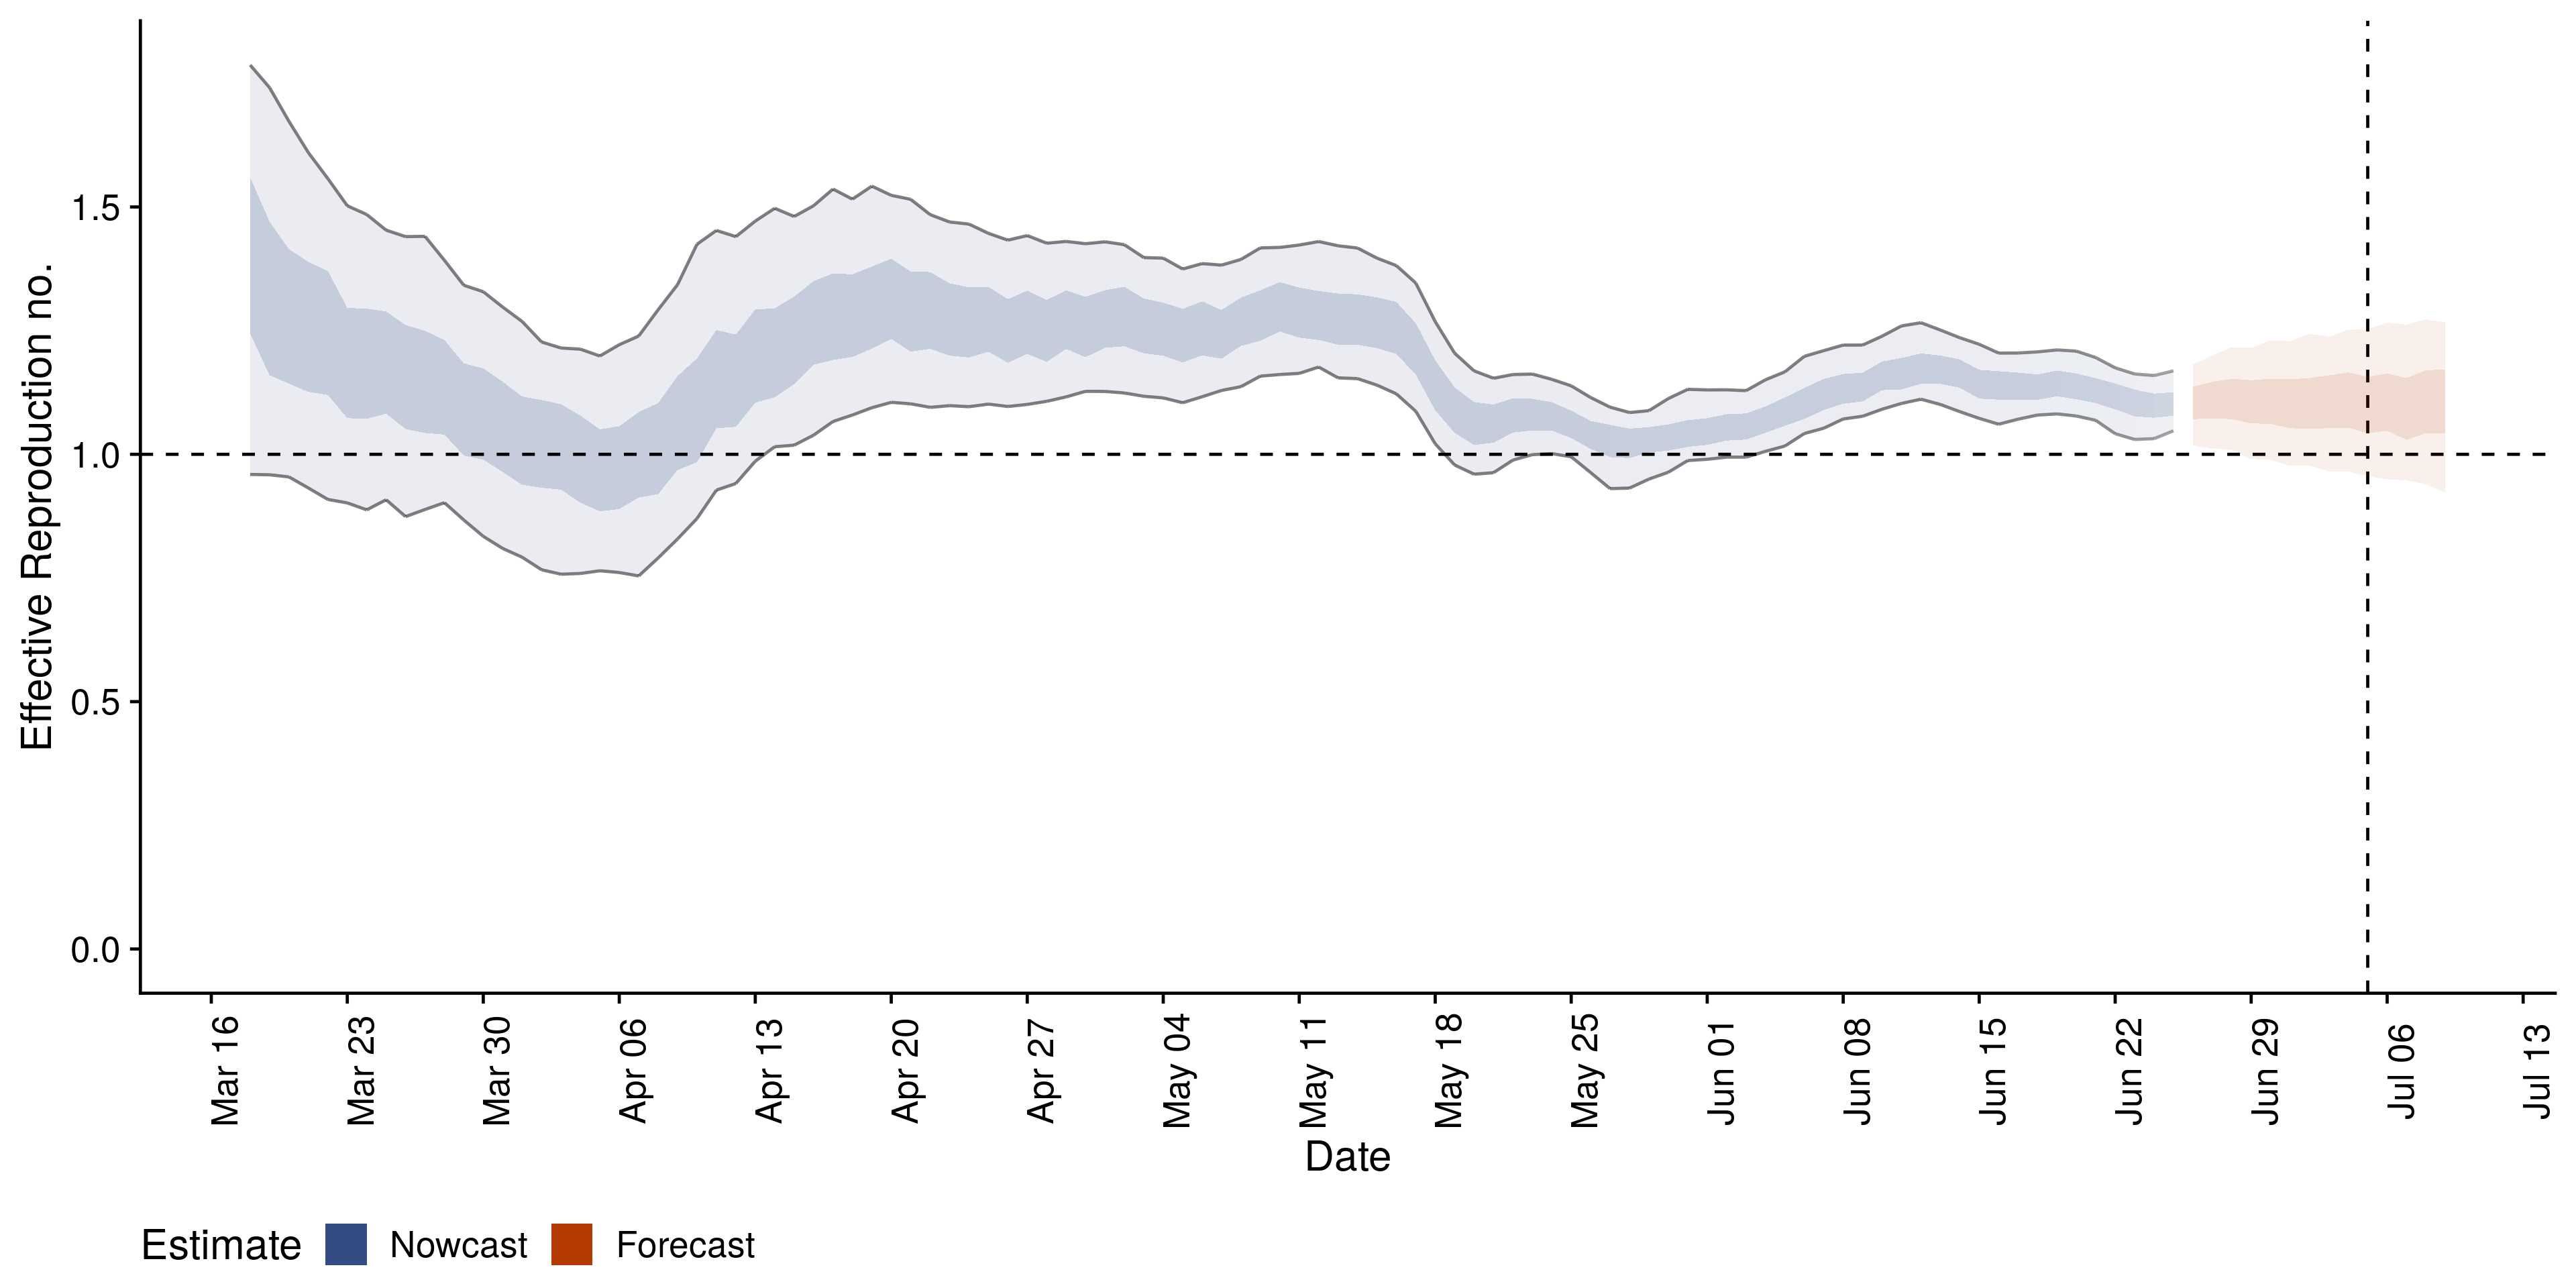 Effective Reproduction no.
1.5
1.0
0.5
0.0
Mar 16
Mar 23
Mar 30
Apr 06
Apr 13
Apr 20
Apr 27
May 04
May 11
May 18
May 25
Jun 01
Jun 08
Jun 15
Jun 22
Jun 29
Jul 06
Jul 13
Date
Estimate Nowcast Forecast